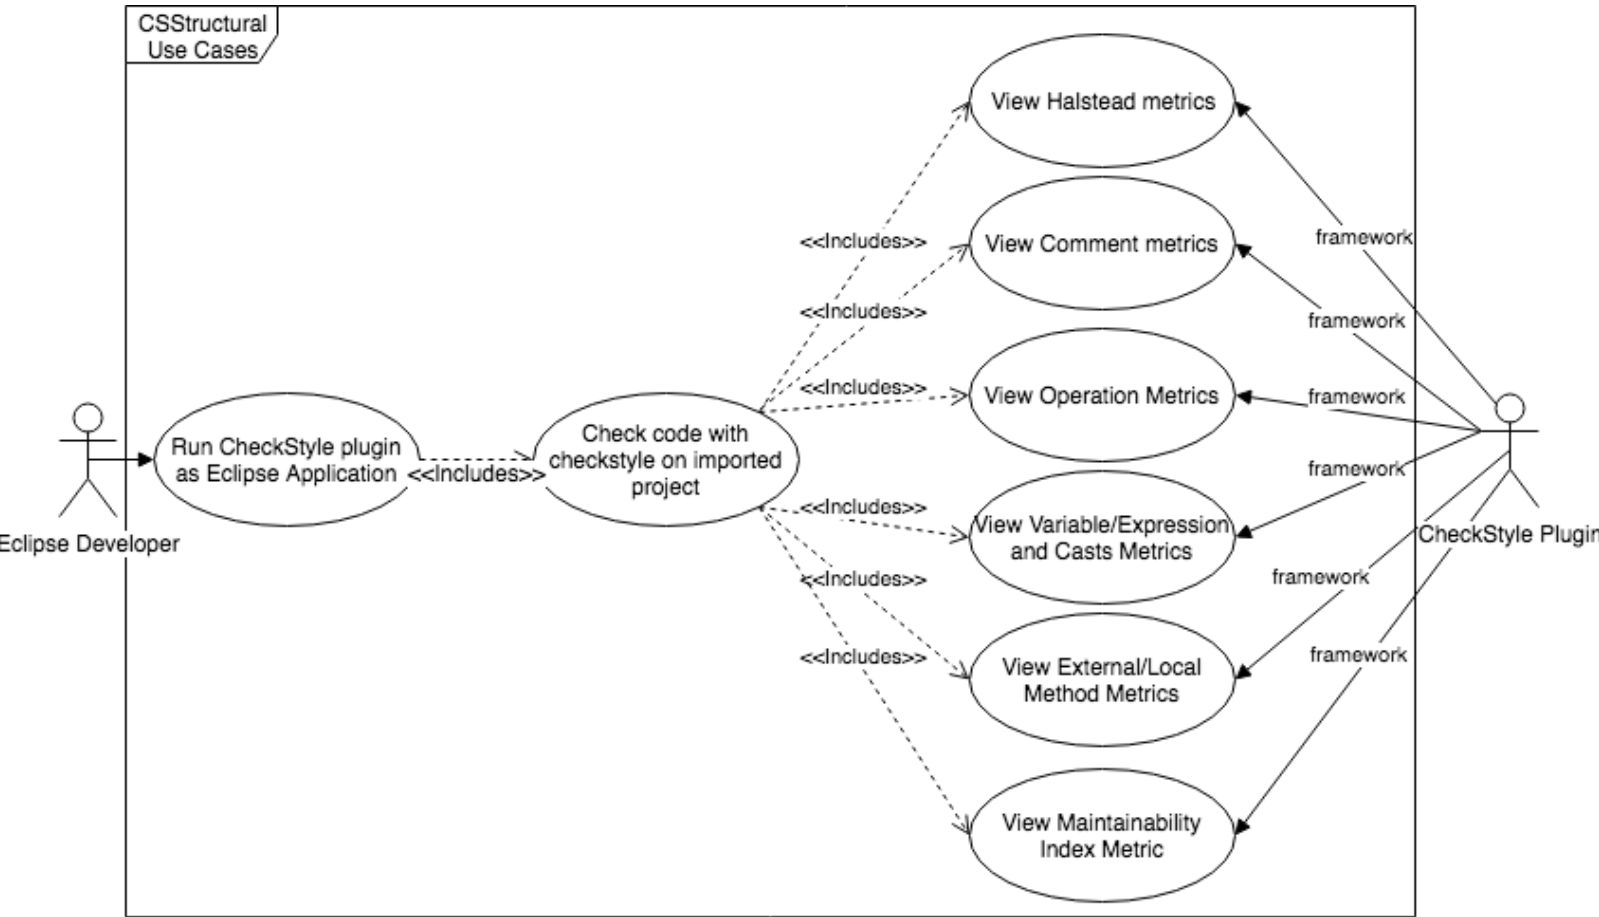 CSStructural
Use Cases
View Halstead metrics
<<Includes>>
View Comment metrics
framework
<<Includes>>
framework
<<Includes>>
View Operation Metrics
framework
Run CheckStyle plugin
as Eclipse Application
<<Includes>>
Check code with
checkstyle on imported
project
framework
<<Includes>>
View Variable/Expression
and Casts Metrics
Eclipse Developer
CheckStyle Plugin
<<Includes>>
framework
<<Includes>>
View External/Local
Method Metrics
framework
View Maintainability
Index Metric